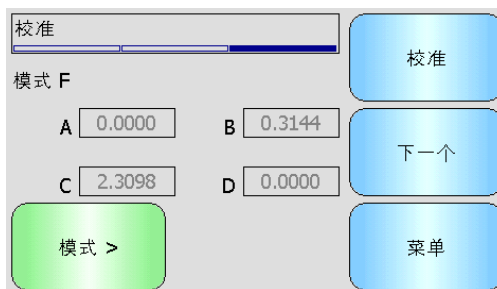 校准
校准
模式 F
A 0.0000 B 0.3144
下一个
C 2.3098 D 0.0000
模式 >
菜单